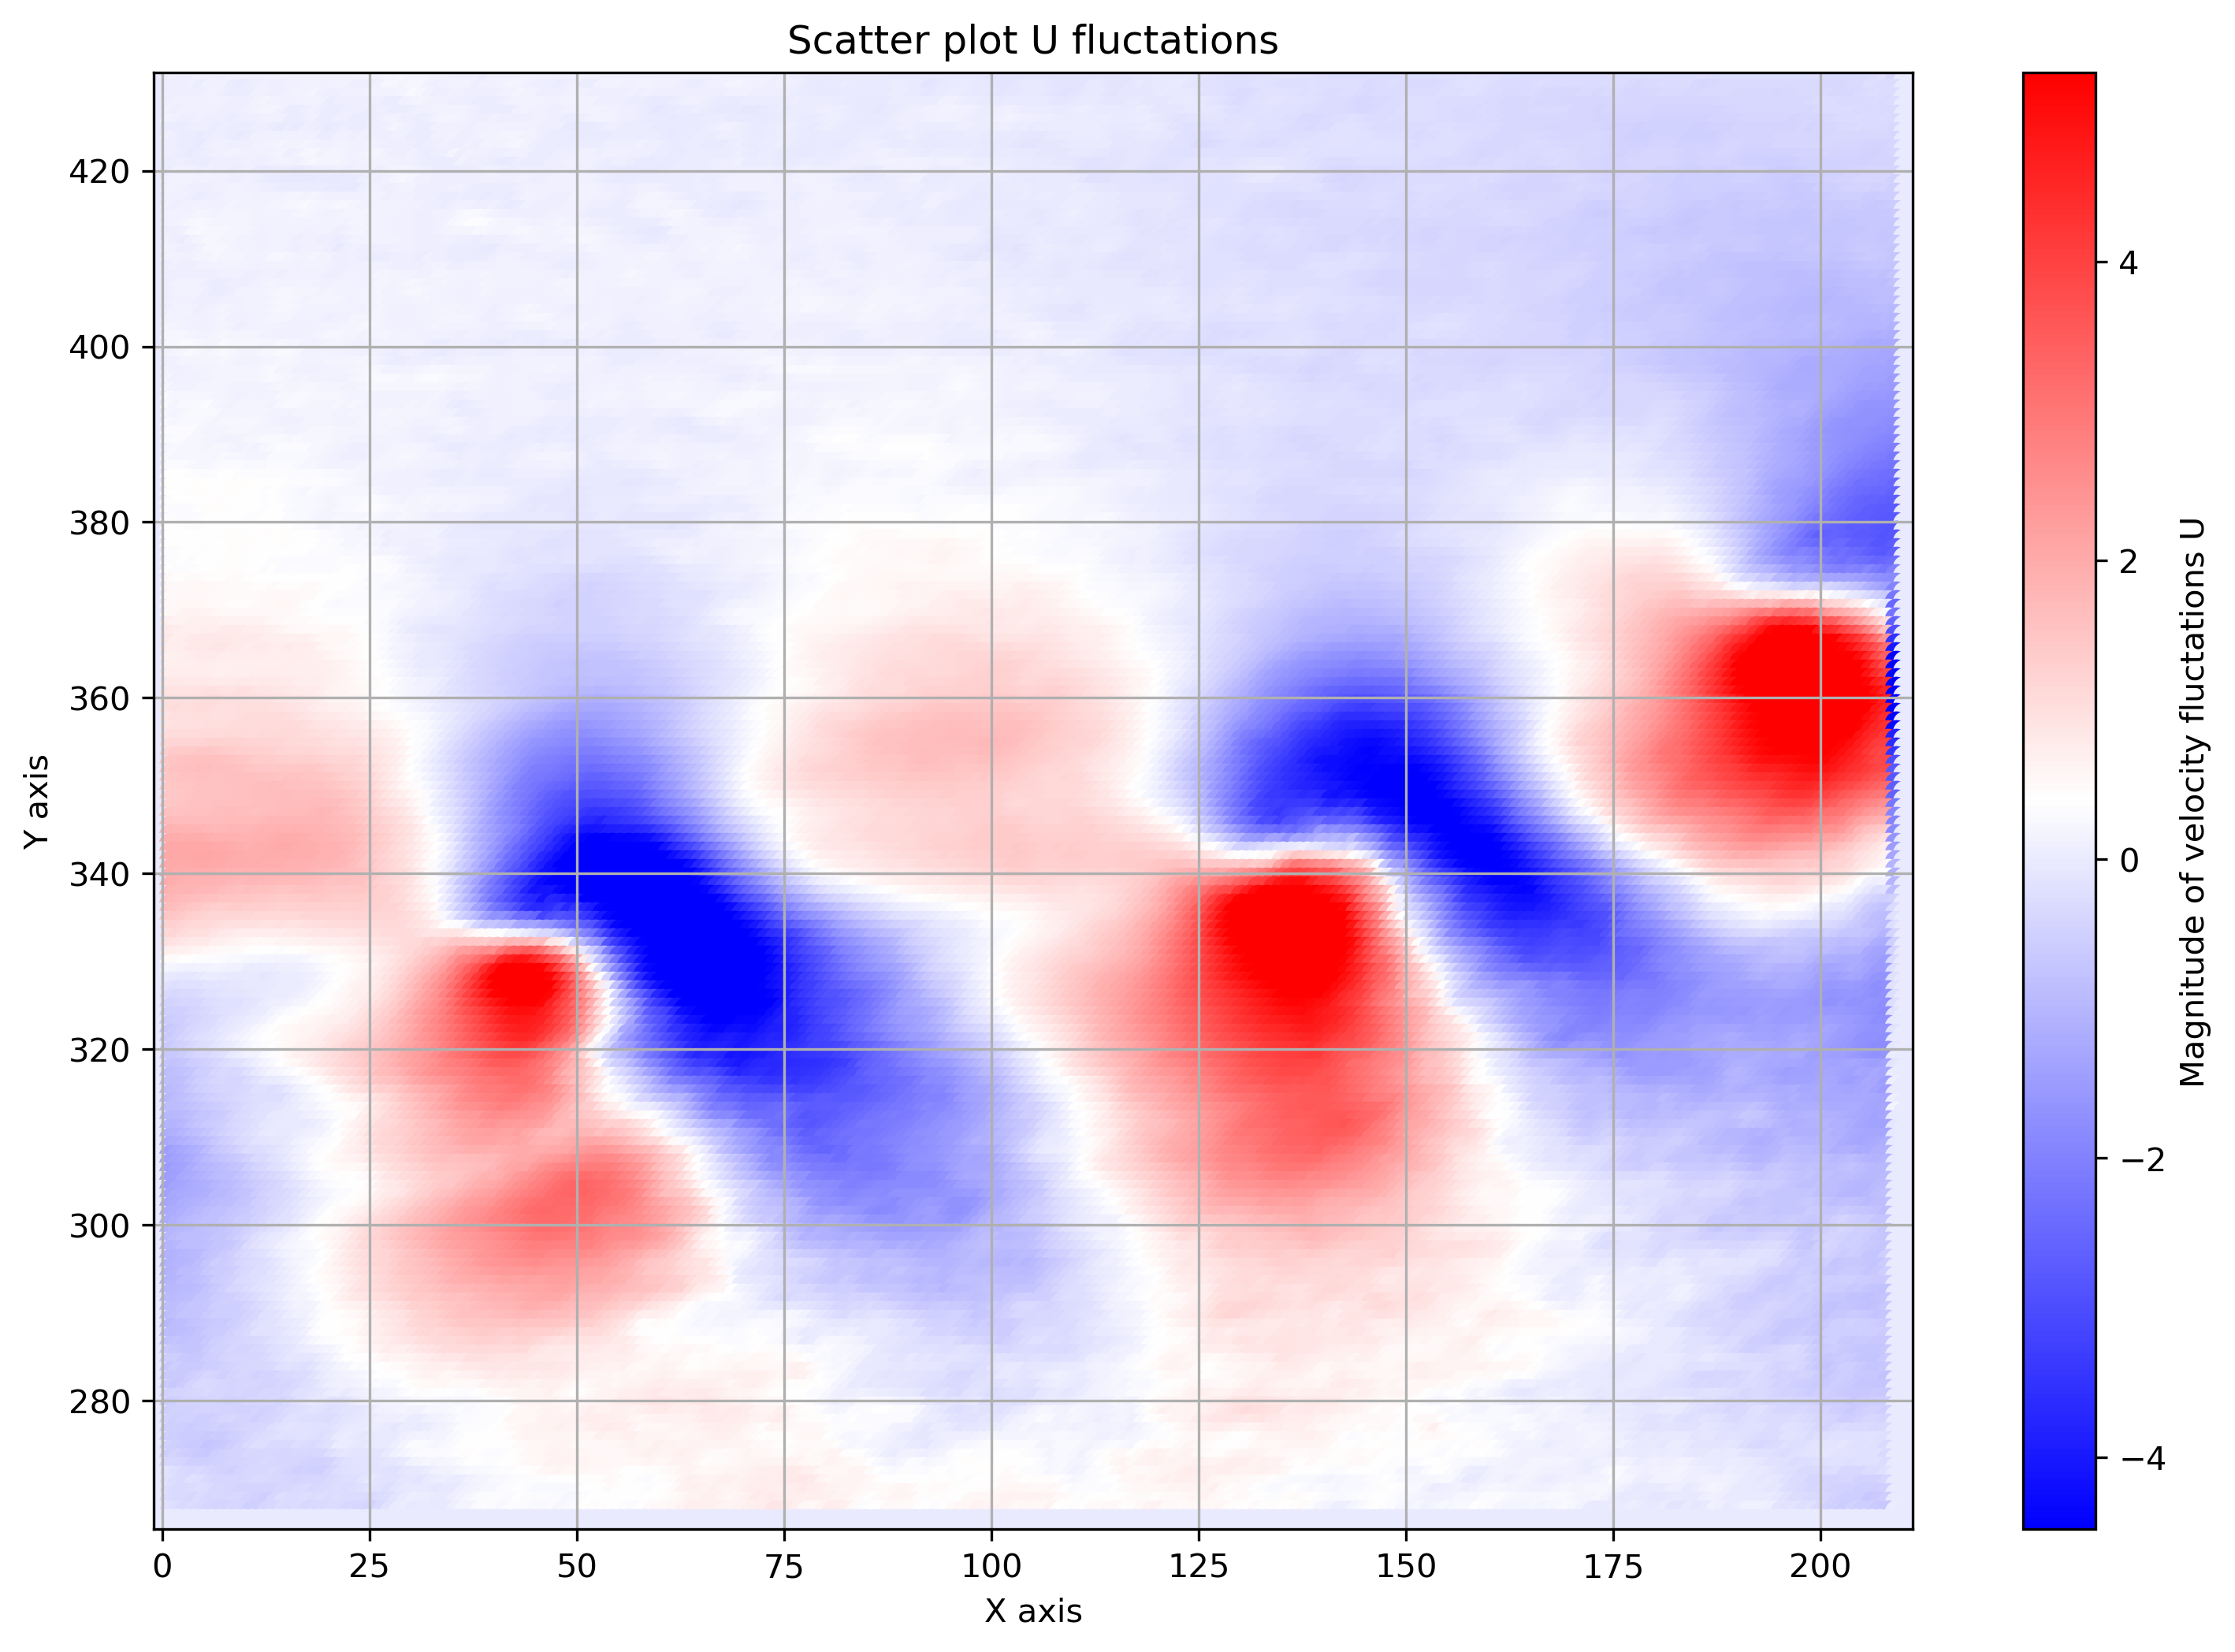 Scatter plot U fluctations
420
400
380
360
340
320
300
280
Y axis
0 25 50 75 100 125 150 175 200
X axis
4
2
0
−2
−4
Magnitude of velocity fluctations U